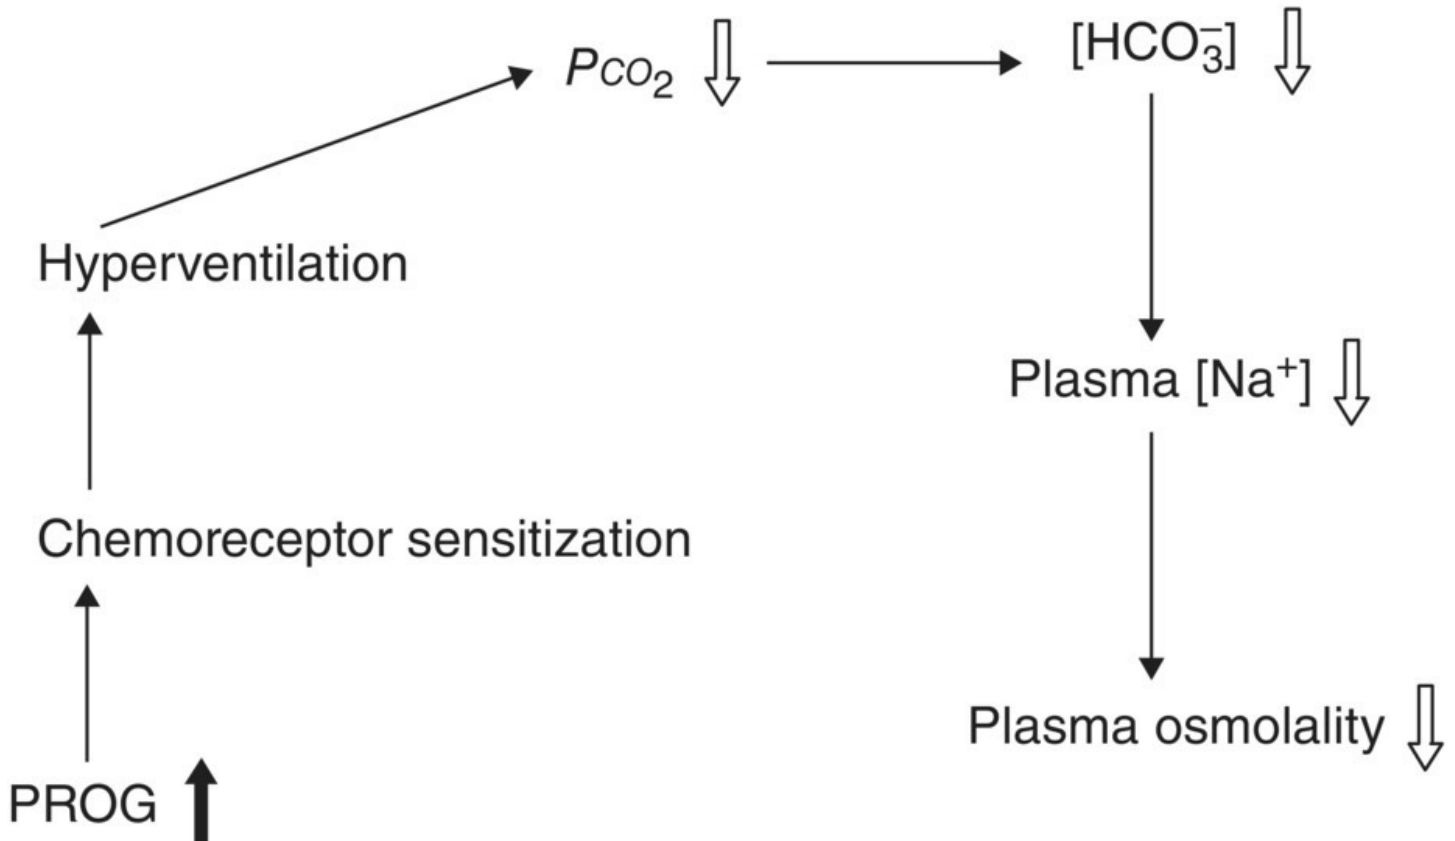 PCO₂
[HCO₃⁻]
Hyperventilation
Plasma [Na⁺]
Chemoreceptor sensitization
Plasma osmolality
PROG